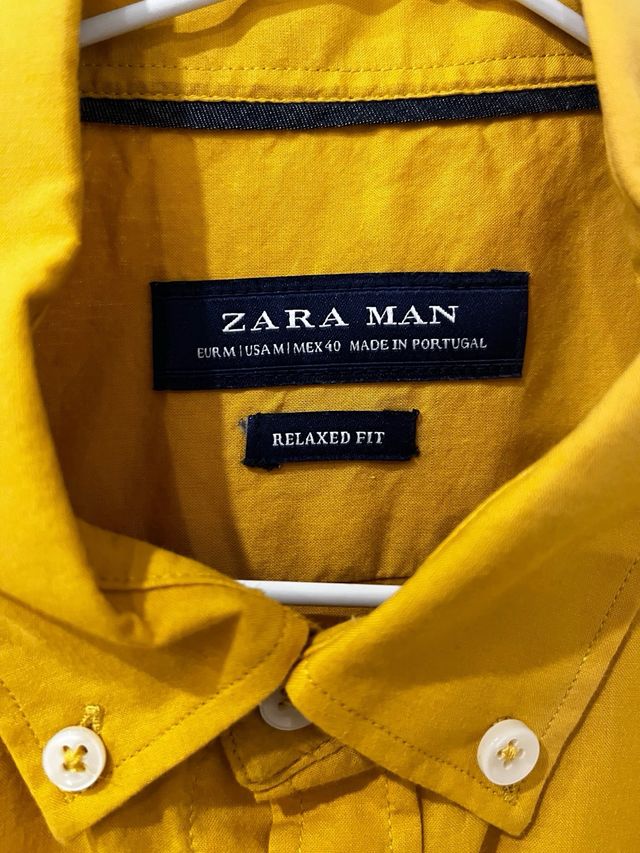 ZARA MAN
EUR M | USA M | MEX 40 MADE IN PORTUGAL
RELAXED FIT